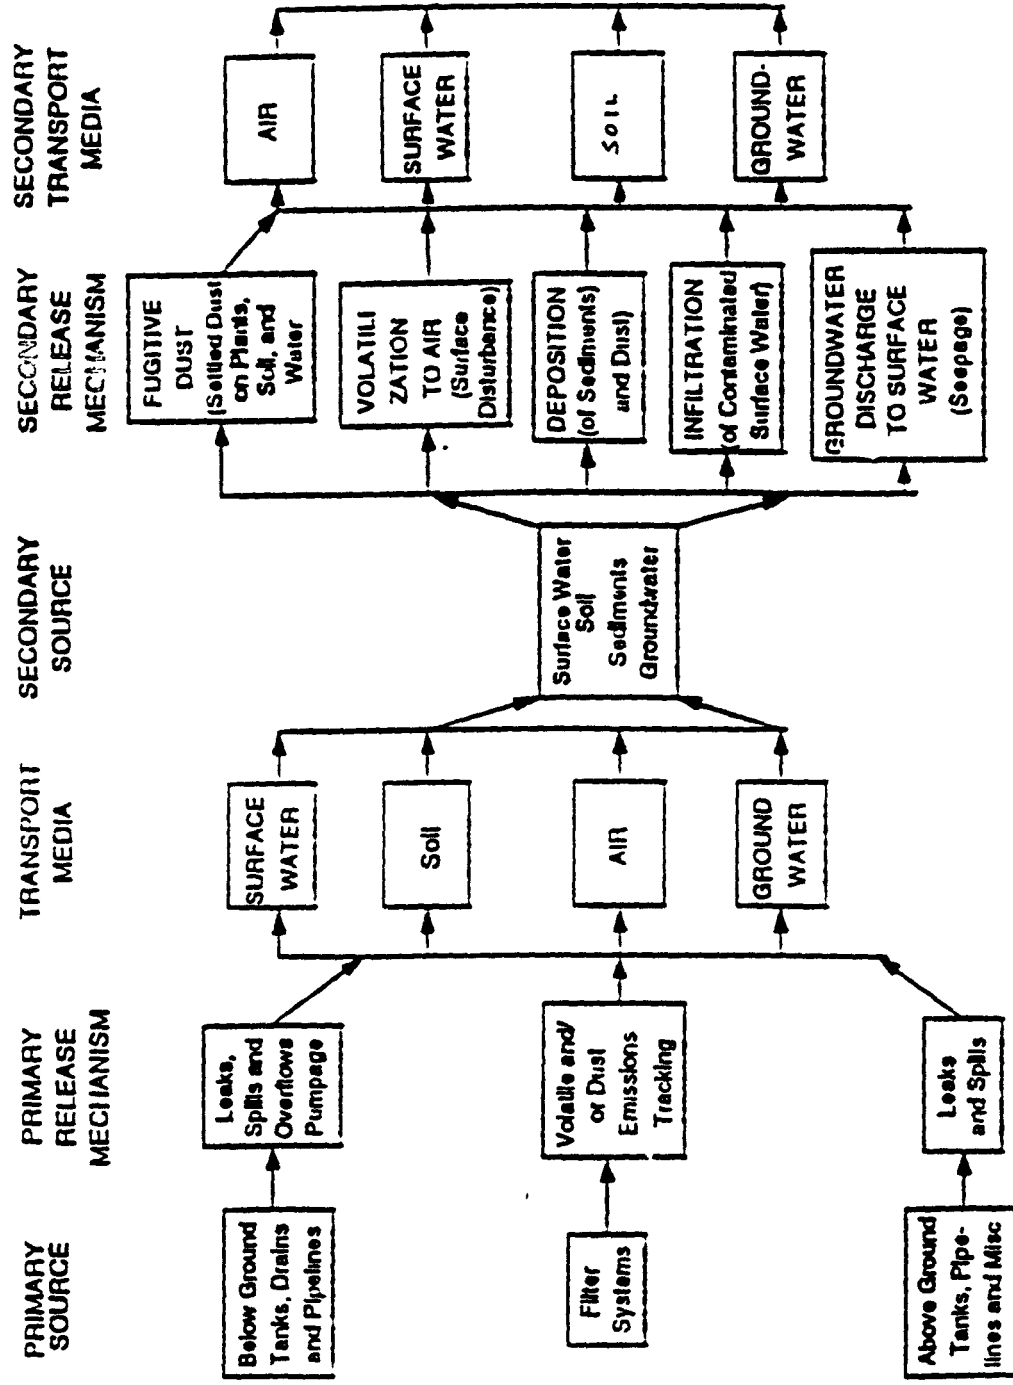 PRIMARY
SOURCE
Below Ground
Tanks, Drains
and Pipelines
Filter
Systems
Above Ground
Tanks, Pipe-
lines and Misc
PRIMARY
RELEASE
MECHANISM
Leaks,
Spills and
Overflows
Pumpage
Volatile and/
or Dust
Emissions
Tracking
Leaks
and Spills
TRANSPORT
MEDIA
SURFACE
WATER
Soil
AIR
GROUND
WATER
SECONDARY
SOURCE
Surface Water
Soil
Sediments
Groundwater
SECONDARY
RELEASE
MECHANISM
FUGITIVE
DUST
(Settled Dust
on Plants,
Soil, and
Water
VOLATILI
ZATION
TO AIR
(Surface
Disturbance)
DEPOSITION
(of Sediments)
and Dust)
INFILTRATION
(of Contaminated
Surface Water)
GROUNDWATER
DISCHARGE
TO SURFACE
WATER
(Seepage)
SECONDARY
TRANSPORT
MEDIA
AIR
SURFACE
WATER
SOIL
GROUND-
WATER